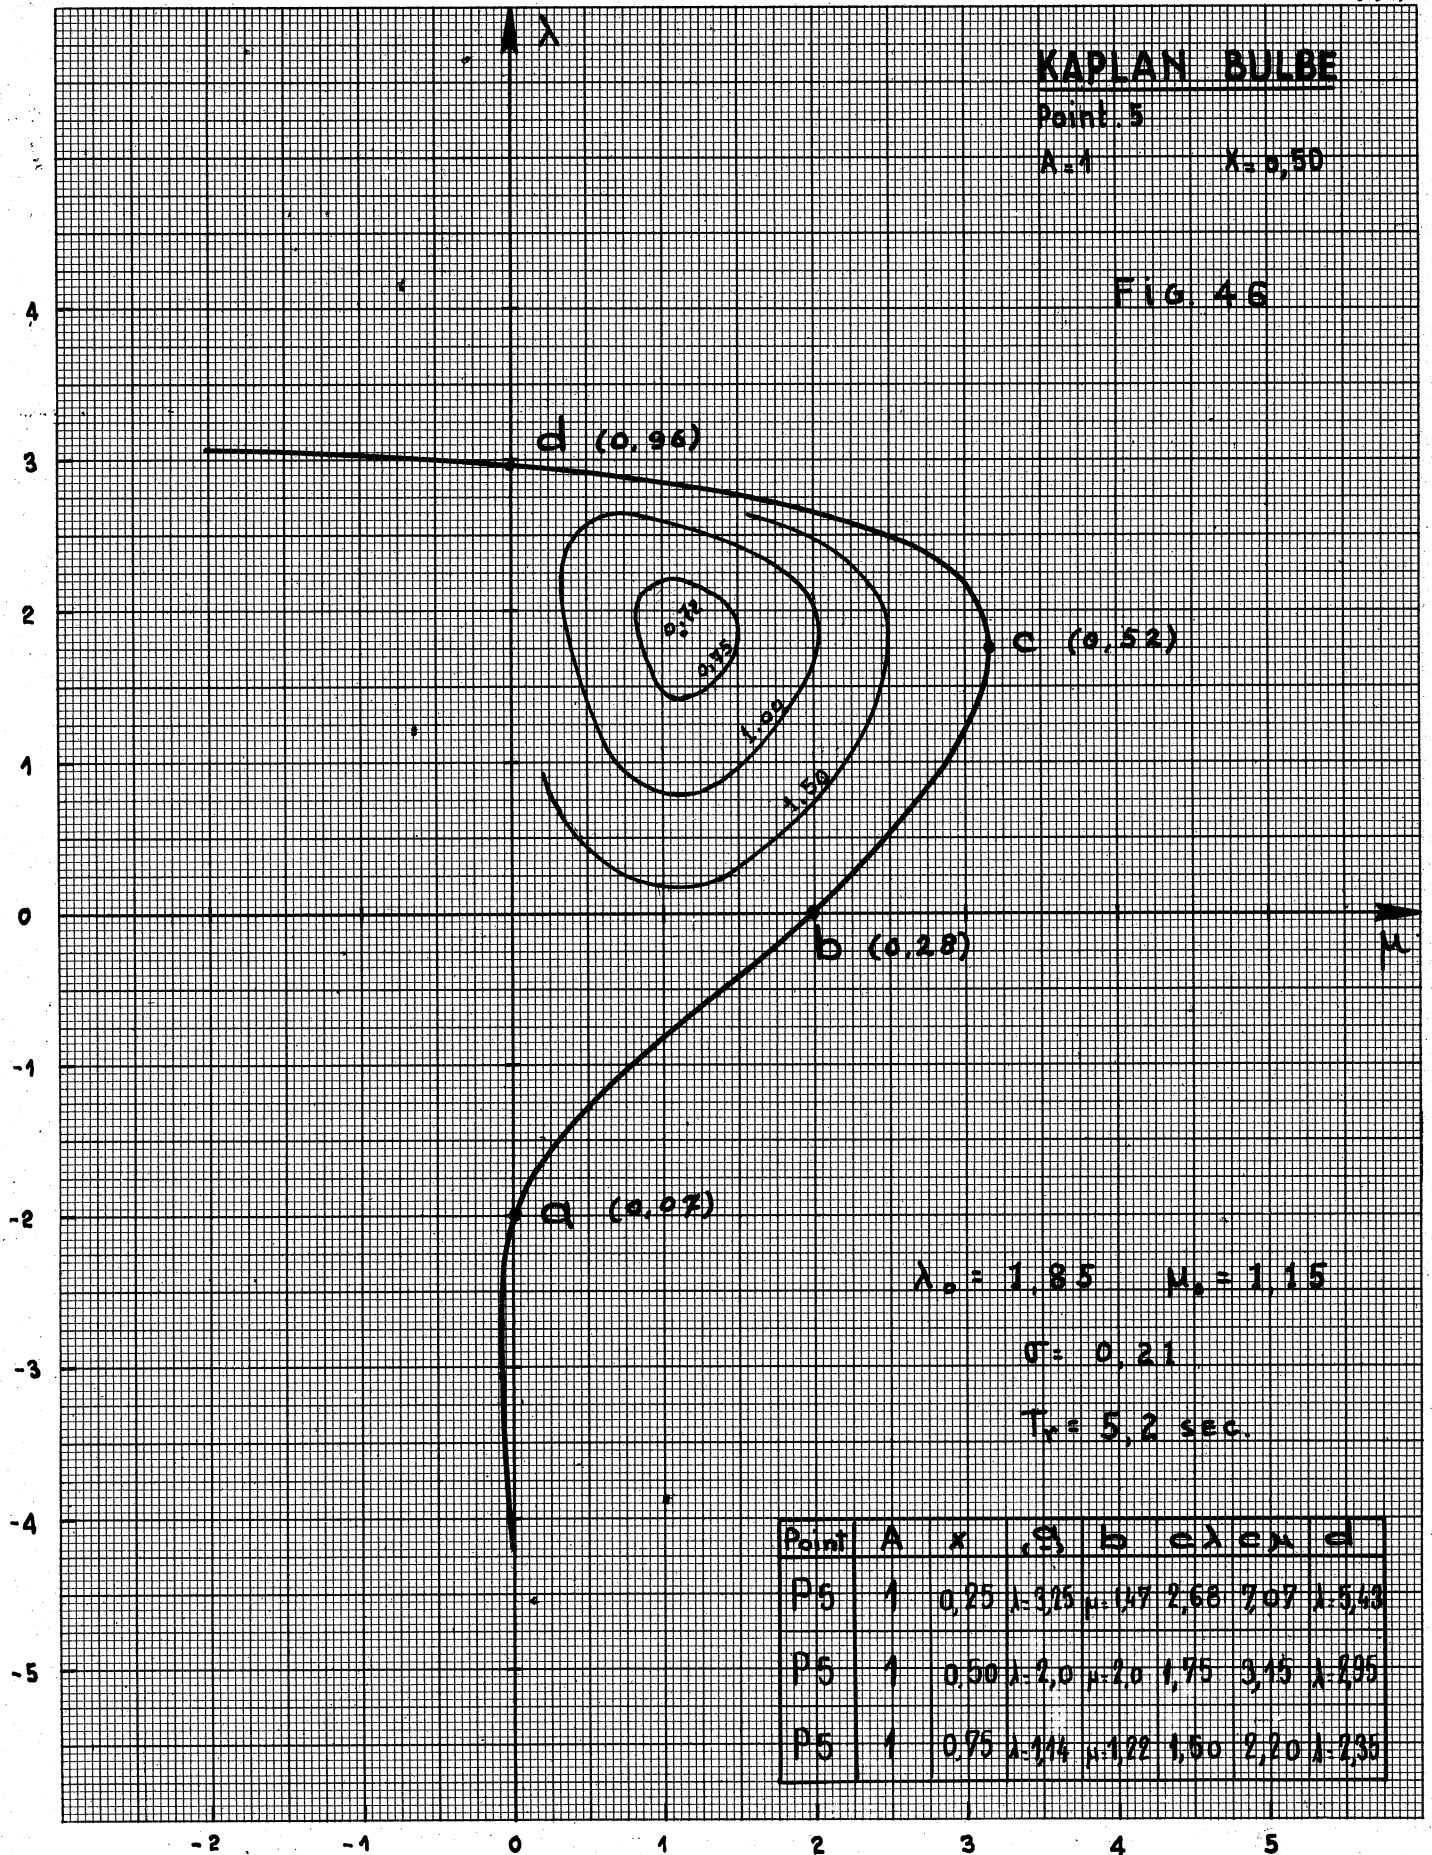 λ
KAPLAN BULBE
Point. 5
A=1 X=0,50
Fig. 46
4
d (0,96)
3
2
0,72
c (0,52)
0,75
1.00
1
1.50
0
b (0,28)
μ
-1
-2
a (0,07)
λo = 1,85 μo = 1,15
σ= 0,21
-3
Tr= 5,2 sec.
-4
Point A x a b cλ cμ d
P5 1 0,25 λ=3,25 μ=1,47 2,68 7,07 λ=5,43
-5
P5 1 0,50 λ=2,0 μ=2,0 1,75 3,15 λ=2,95
P5 1 0,75 λ=1,14 μ=1,22 1,50 2,20 λ=2,35
-2 -1 0 1 2 3 4 5